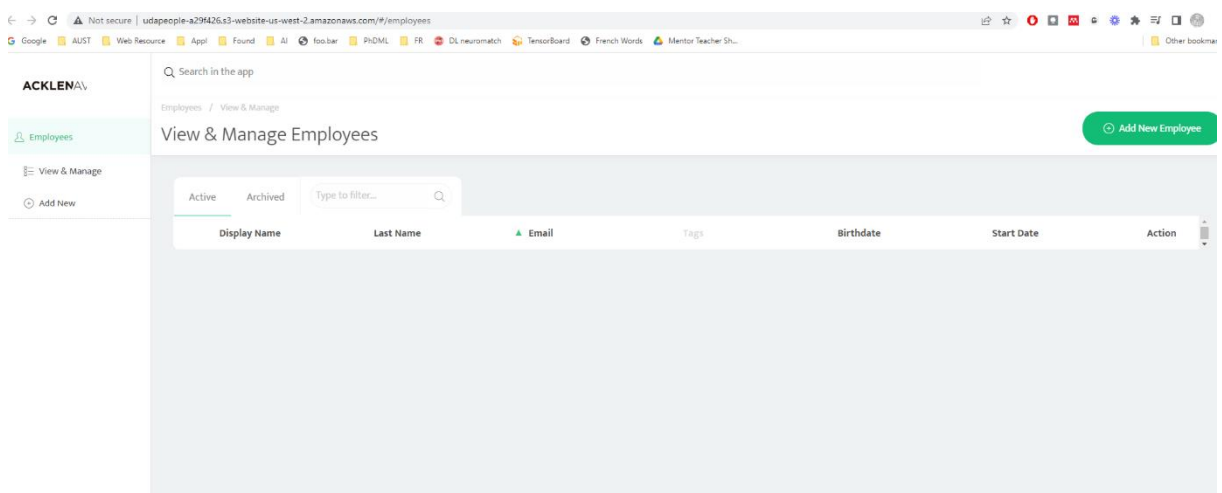 Not secure | udapeople-a29f426.s3-website-us-west-2.amazonaws.com/#/employees
Google AUST Web Resource Appl Found AI foo.bar PhDML FR DL neuromatch TensorBoard French Words Mentor Teacher Sh... Other bookmar
ACKLENAV
Search in the app
Employees / View & Manage
View & Manage Employees
Add New Employee
Employees
View & Manage
Add New
Active Archived Type to filter...
Display Name Last Name Email Tags Birthdate Start Date Action